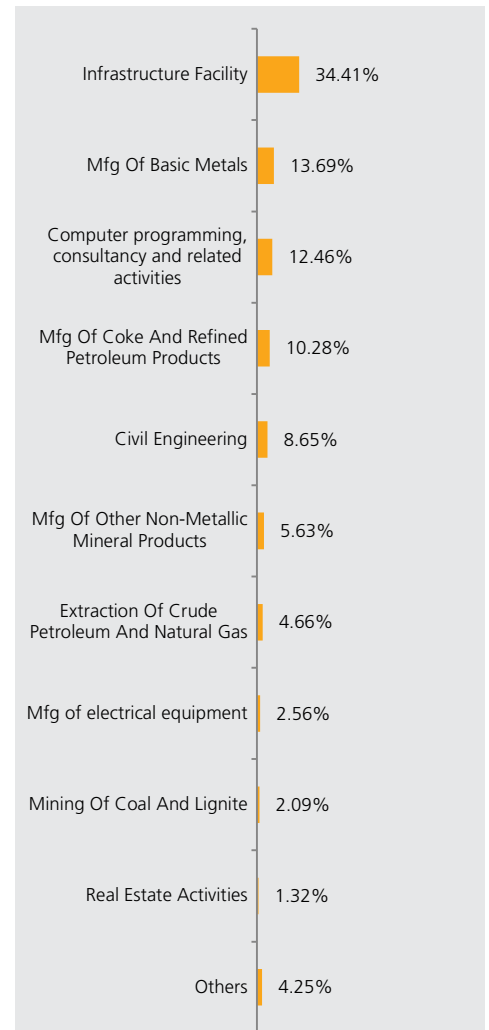 Infrastructure Facility 34.41%
Mfg Of Basic Metals 13.69%
Computer programming,
consultancy and related
activities
12.46%
Mfg Of Coke And Refined
Petroleum Products
10.28%
Civil Engineering 8.65%
Mfg Of Other Non-Metallic
Mineral Products
5.63%
Extraction Of Crude
Petroleum And Natural Gas
4.66%
Mfg of electrical equipment 2.56%
Mining Of Coal And Lignite 2.09%
Real Estate Activities 1.32%
Others 4.25%